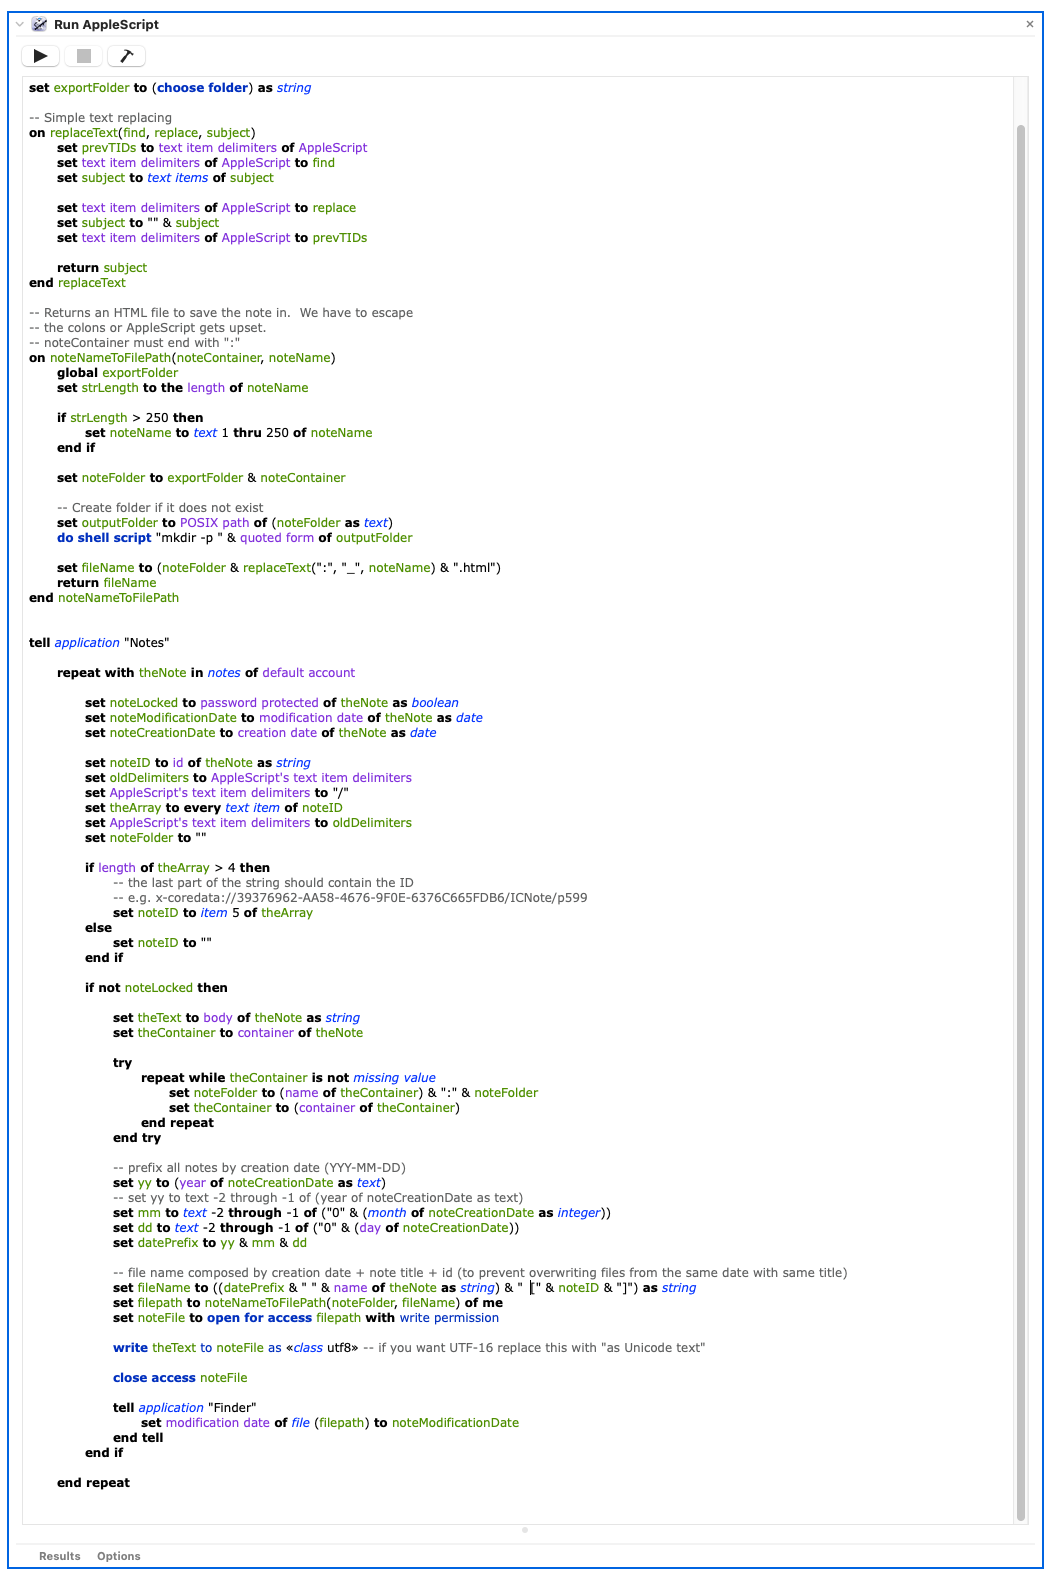 Run AppleScript
set exportFolder to (choose folder) as string
-- Simple text replacing
on replaceText(find, replace, subject)
set prevTIDs to text item delimiters of AppleScript
set text item delimiters of AppleScript to find
set subject to text items of subject
set text item delimiters of AppleScript to replace
set subject to "" & subject
set text item delimiters of AppleScript to prevTIDs
return subject
end replaceText
-- Returns an HTML file to save the note in.  We have to escape
-- the colons or AppleScript gets upset.
-- noteContainer must end with ":"
on noteNameToFilePath(noteContainer, noteName)
global exportFolder
set strLength to the length of noteName
if strLength > 250 then
set noteName to text 1 thru 250 of noteName
end if
set noteFolder to exportFolder & noteContainer
-- Create folder if it does not exist
set outputFolder to POSIX path of (noteFolder as text)
do shell script "mkdir -p " & quoted form of outputFolder
set fileName to (noteFolder & replaceText(":", "_", noteName) & ".html")
return fileName
end noteNameToFilePath
tell application "Notes"
repeat with theNote in notes of default account
set noteLocked to password protected of theNote as boolean
set noteModificationDate to modification date of theNote as date
set noteCreationDate to creation date of theNote as date
set noteID to id of theNote as string
set oldDelimiters to AppleScript's text item delimiters
set AppleScript's text item delimiters to "/"
set theArray to every text item of noteID
set AppleScript's text item delimiters to oldDelimiters
set noteFolder to ""
if length of theArray > 4 then
-- the last part of the string should contain the ID
-- e.g. x-coredata://39376962-AA58-4676-9F0E-6376C665FDB6/ICNote/p599
set noteID to item 5 of theArray
else
set noteID to ""
end if
if not noteLocked then
set theText to body of theNote as string
set theContainer to container of theNote
try
repeat while theContainer is not missing value
set noteFolder to (name of theContainer) & ":" & noteFolder
set theContainer to (container of theContainer)
end repeat
end try
-- prefix all notes by creation date (YYY-MM-DD)
set yy to (year of noteCreationDate as text)
-- set yy to text -2 through -1 of (year of noteCreationDate as text)
set mm to text -2 through -1 of ("0" & (month of noteCreationDate as integer))
set dd to text -2 through -1 of ("0" & (day of noteCreationDate))
set datePrefix to yy & mm & dd
-- file name composed by creation date + note title + id (to prevent overwriting files from the same date with same title)
set fileName to ((datePrefix & " " & name of theNote as string) & " [" & noteID & "]") as string
set filepath to noteNameToFilePath(noteFolder, fileName) of me
set noteFile to open for access filepath with write permission
write theText to noteFile as «class utf8» -- if you want UTF-16 replace this with "as Unicode text"
close access noteFile
tell application "Finder"
set modification date of file (filepath) to noteModificationDate
end tell
end if
end repeat
Results Options